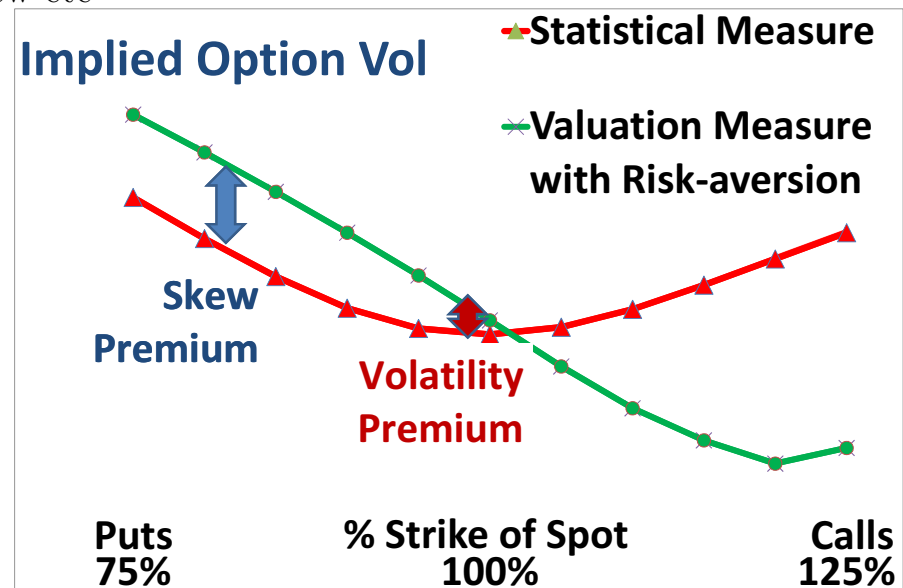 Implied Option Vol
Statistical Measure
Valuation Measure
with Risk-aversion
Skew
Premium
Volatility
Premium
Puts
75%
% Strike of Spot
100%
Calls
125%